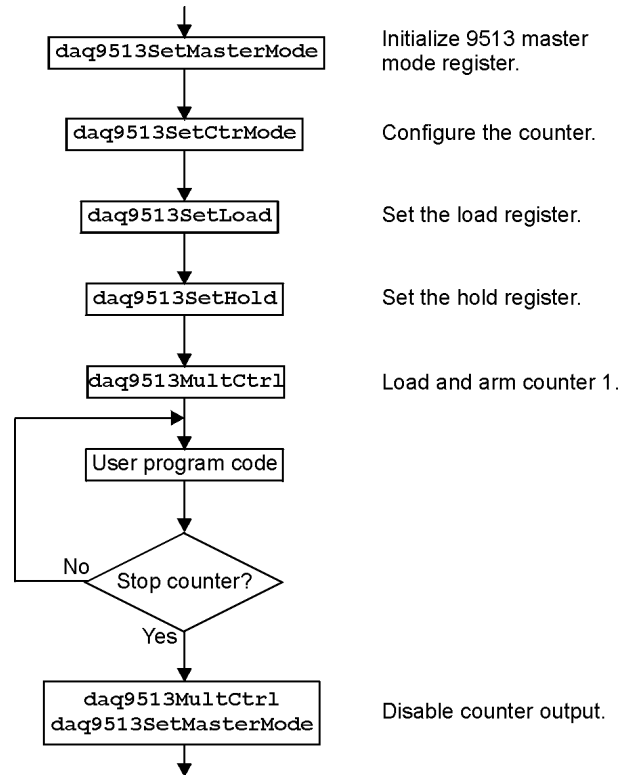 daq9513SetMasterMode
Initialize 9513 master
mode register.
daq9513SetCtrMode
Configure the counter.
daq9513SetLoad
Set the load register.
daq9513SetHold
Set the hold register.
daq9513MultCtrl
Load and arm counter 1.
User program code
No
Stop counter?
Yes
daq9513MultCtrl
daq9513SetMasterMode
Disable counter output.